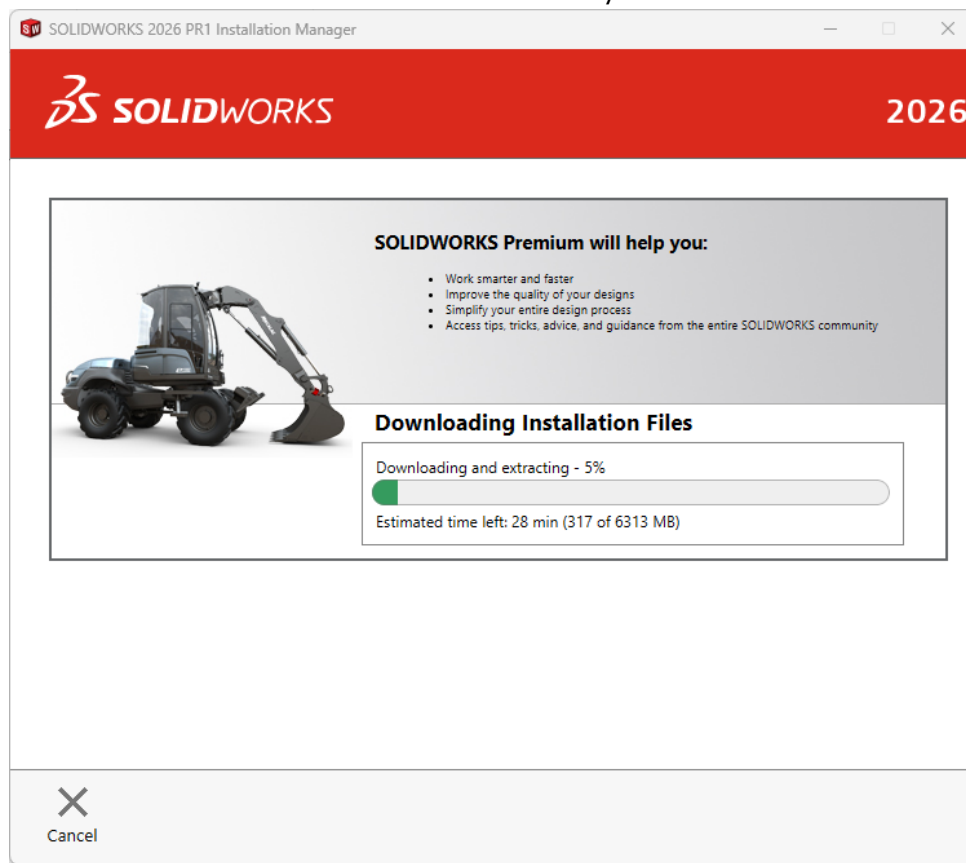 SOLIDWORKS 2026 PR1 Installation Manager
SOLIDWORKS
2026
SOLIDWORKS Premium will help you:
• Work smarter and faster
• Improve the quality of your designs
• Simplify your entire design process
• Access tips, tricks, advice, and guidance from the entire SOLIDWORKS community
Downloading Installation Files
Downloading and extracting - 5%
Estimated time left: 28 min (317 of 6313 MB)
Cancel